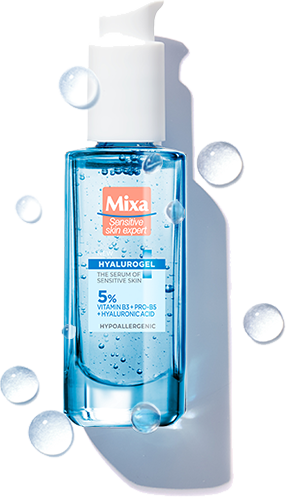 Mixa
Sensitive
skin expert
HYALUROGEL
THE SERUM OF
SENSITIVE SKIN
5%
VITAMIN B3 + PRO-B5
+ HYALURONIC ACID
HYPOALLERGENIC